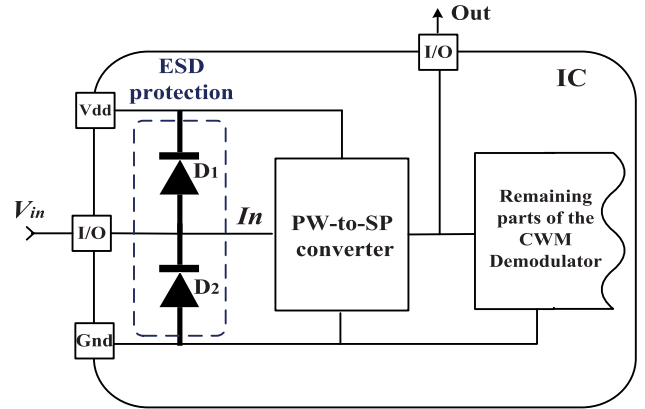 Out
I/O
IC
ESD
protection
Vdd
D1
Vin
I/O
In
PW-to-SP
converter
Remaining
parts of the
CWM
Demodulator
D2
Gnd